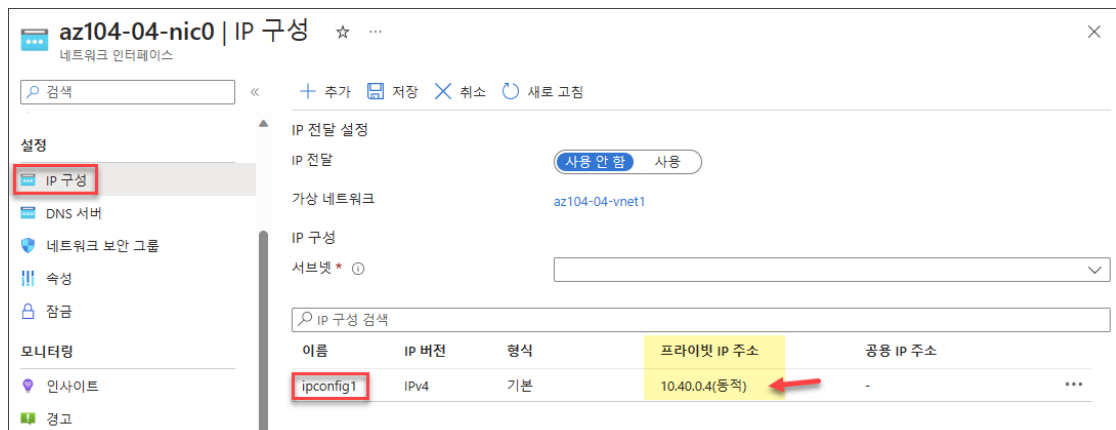 az104-04-nic0 | IP 구성 ☆ ...
네트워크 인터페이스
검색 «
추가 저장 취소 새로 고침
IP 전달 설정
설정
IP 전달 사용 안 함 사용
IP 구성
가상 네트워크 az104-04-vnet1
DNS 서버
IP 구성
네트워크 보안 그룹
서브넷 *
속성
잠금
IP 구성 검색
모니터링
이름 IP 버전 형식 프라이빗 IP 주소 공용 IP 주소
인사이트
ipconfig1 IPv4 기본 10.40.0.4(동적) - ...
경고